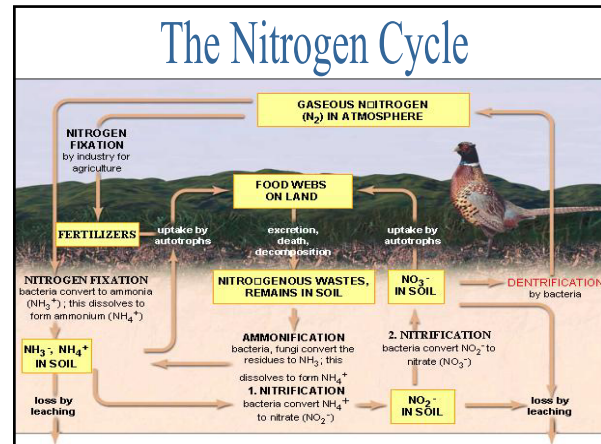 The Nitrogen Cycle
GASEOUS N□ITROGEN
(N₂) IN ATMOSPHERE
NITROGEN
FIXATION
by industry for
agriculture
FOOD WEBS
ON LAND
FERTILIZERS
uptake by
autotrophs
excretion,
death,
decomposition
uptake by
autotrophs
NITROGEN FIXATION
bacteria convert to ammonia
(NH₃⁺) ; this dissolves to
form ammonium (NH₄⁺)
NITRO□GENOUS WASTES,
REMAINS IN SOIL
NO₃⁻
IN SOIL
DENTRIFICATION
by bacteria
NH₃⁻, NH₄⁺
IN SOIL
AMMONIFICATION
bacteria, fungi convert the
residues to NH₃; this
dissolves to form NH₄⁺
2. NITRIFICATION
bacteria convert NO₂⁻ to
nitrate (NO₃⁻)
loss by
leaching
1. NITRIFICATION
bacteria convert NH₄⁺
to nitrate (NO₂⁻)
NO₂⁻
IN SOIL
loss by
leaching